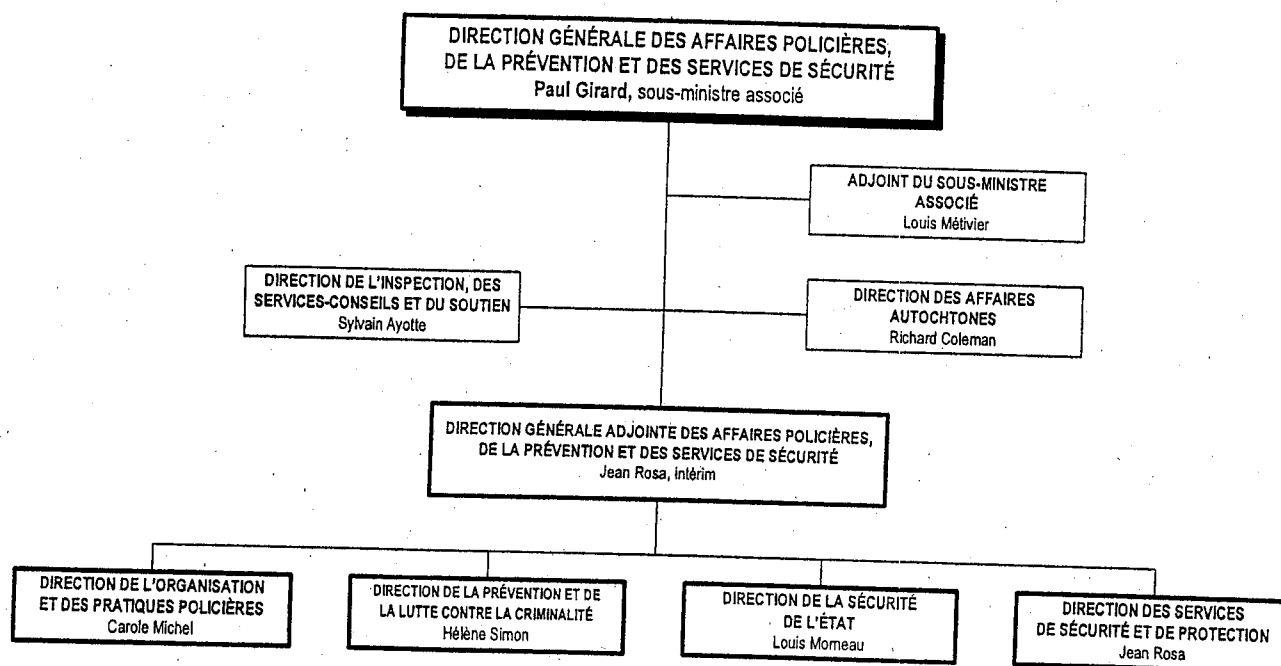 DIRECTION GÉNÉRALE DES AFFAIRES POLICIÈRES,
DE LA PRÉVENTION ET DES SERVICES DE SÉCURITÉ
Paul Girard, sous-ministre associé
ADJOINT DU SOUS-MINISTRE
ASSOCIÉ
Louis Métivier
DIRECTION DE L'INSPECTION, DES
SERVICES-CONSEILS ET DU SOUTIEN
Sylvain Ayotte
DIRECTION DES AFFAIRES
AUTOCHTONES
Richard Coleman
DIRECTION GÉNÉRALE ADJOINTE DES AFFAIRES POLICIÈRES,
DE LA PRÉVENTION ET DES SERVICES DE SÉCURITÉ
Jean Rosa, intérim
DIRECTION DE L'ORGANISATION
ET DES PRATIQUES POLICIÈRES
Carole Michel
DIRECTION DE LA PRÉVENTION ET DE
LA LUTTE CONTRE LA CRIMINALITÉ
Hélène Simon
DIRECTION DE LA SÉCURITÉ
DE L'ÉTAT
Louis Morneau
DIRECTION DES SERVICES
DE SÉCURITÉ ET DE PROTECTION
Jean Rosa